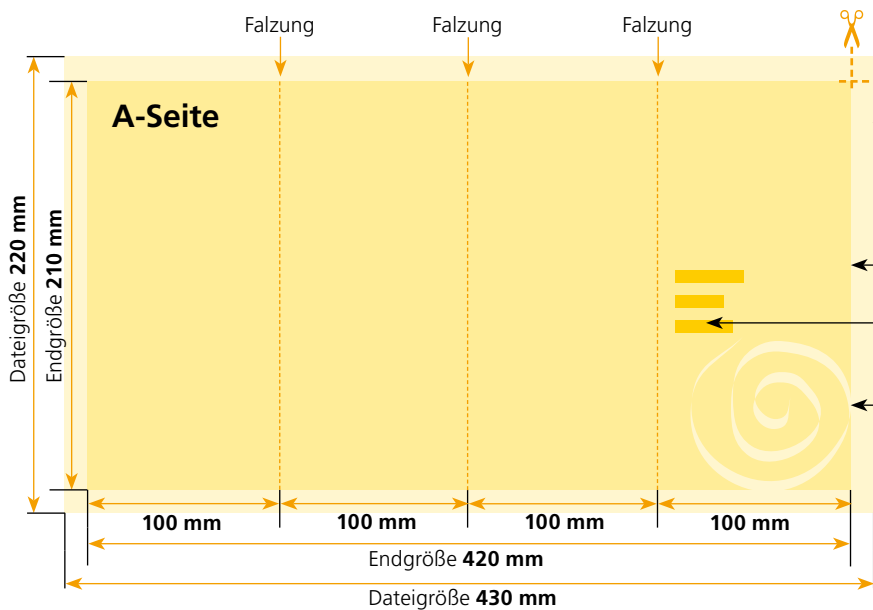 Falzung Falzung Falzung
A-Seite
Dateigröße 220 mm
Endgröße 210 mm
100 mm 100 mm 100 mm 100 mm
Endgröße 420 mm
Dateigröße 430 mm